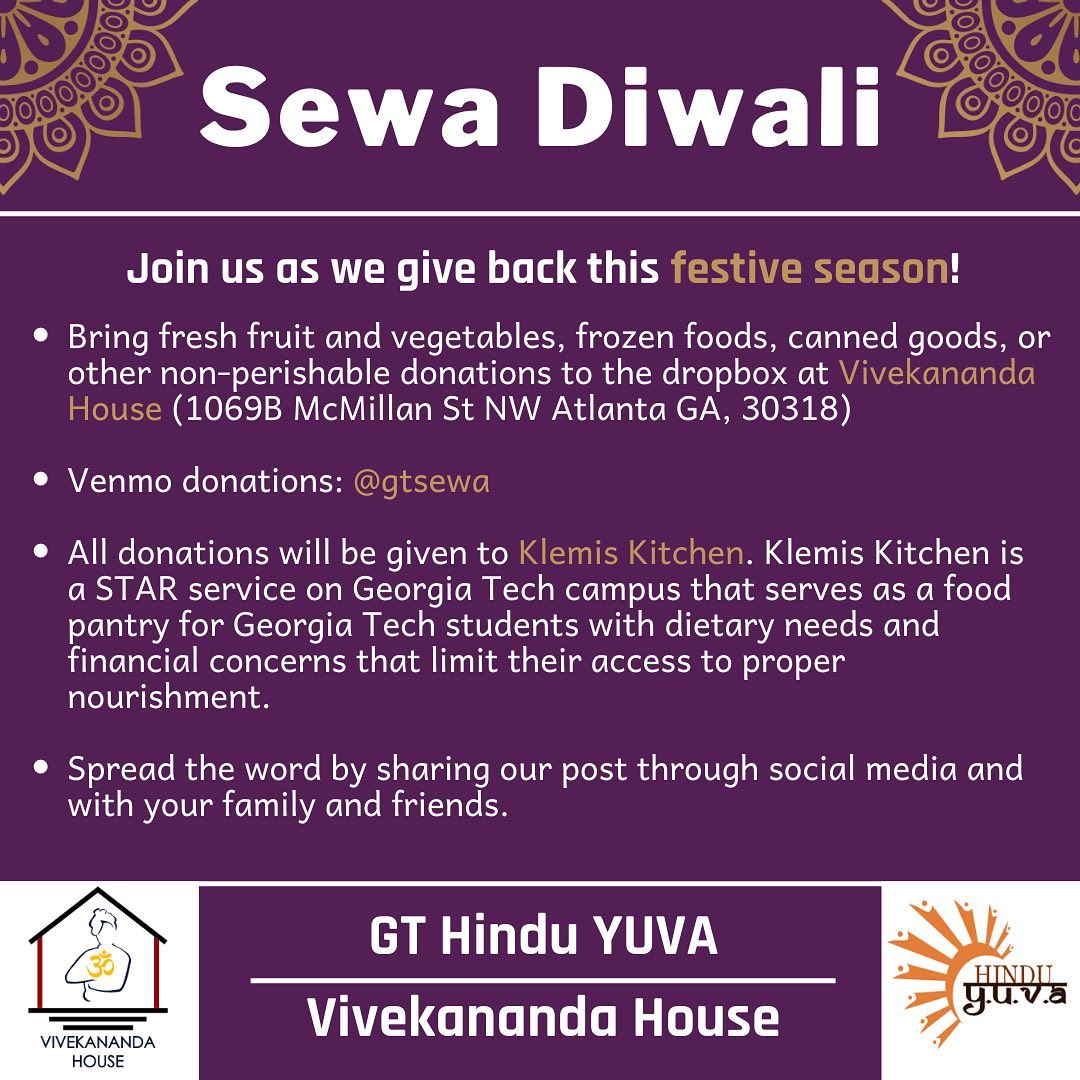 Sewa Diwali
Join us as we give back this festive season!
• Bring fresh fruit and vegetables, frozen foods, canned goods, or
other non-perishable donations to the dropbox at Vivekananda
House (1069B McMillan St NW Atlanta GA, 30318)
• Venmo donations: @gtsewa
• All donations will be given to Klemis Kitchen. Klemis Kitchen is
a STAR service on Georgia Tech campus that serves as a food
pantry for Georgia Tech students with dietary needs and
financial concerns that limit their access to proper
nourishment.
• Spread the word by sharing our post through social media and
with your family and friends.
ॐ
VIVEKANANDA
HOUSE
GT Hindu YUVA
Vivekananda House
HINDU
y.u.v.a